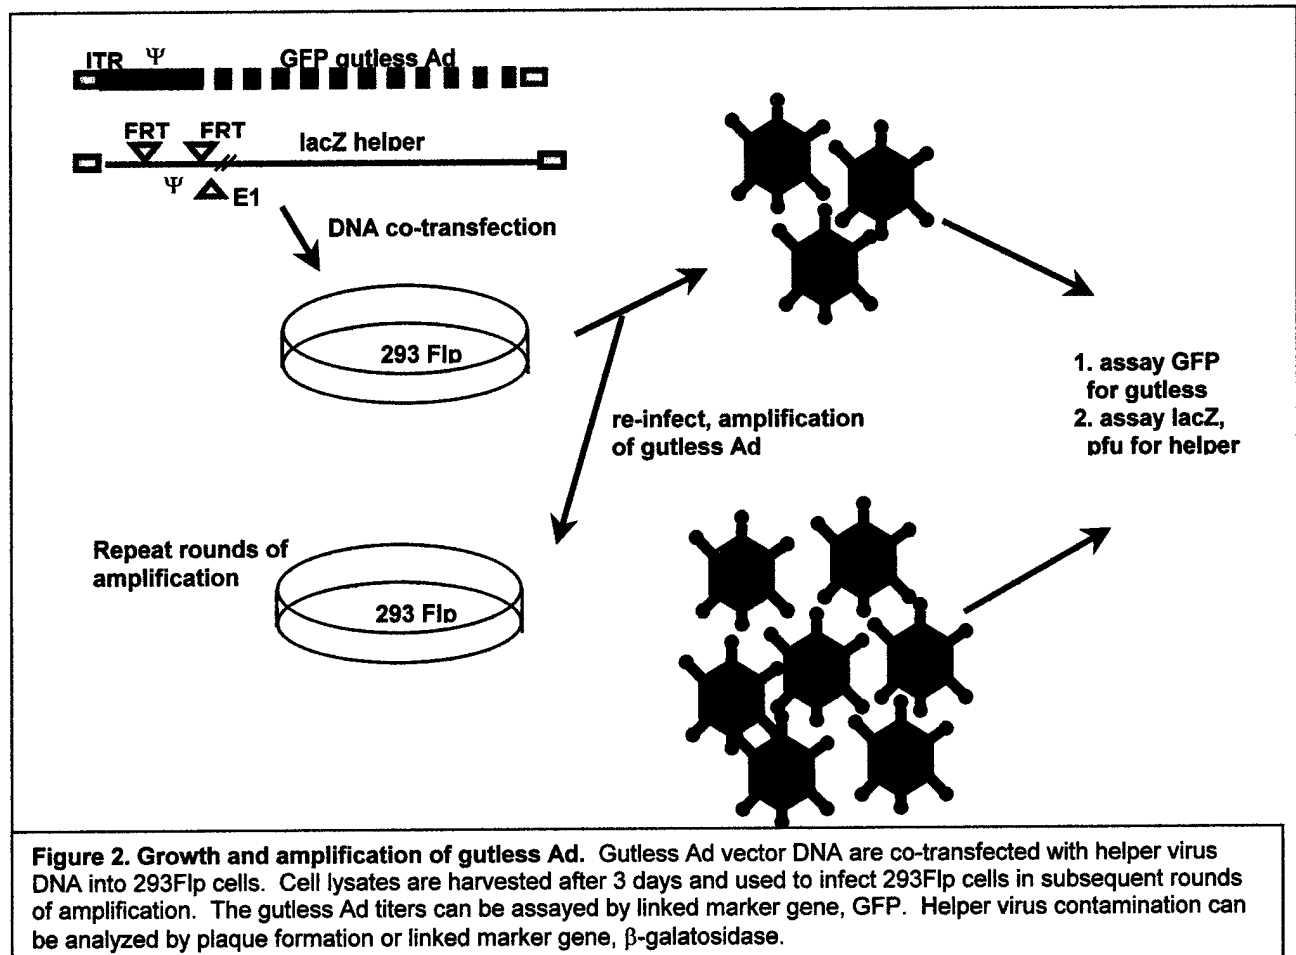 ITR Ψ GFP gutless Ad
FRT FRT lacZ helper
Ψ E1
DNA co-transfection
293 Flp
1. assay GFP
for gutless
2. assay lacZ,
pfu for helper
re-infect, amplification
of gutless Ad
Repeat rounds of
amplification
293 Flp
Figure 2. Growth and amplification of gutless Ad. Gutless Ad vector DNA are co-transfected with helper virus
DNA into 293Flp cells. Cell lysates are harvested after 3 days and used to infect 293Flp cells in subsequent rounds
of amplification. The gutless Ad titers can be assayed by linked marker gene, GFP. Helper virus contamination can
be analyzed by plaque formation or linked marker gene, β-galatosidase.